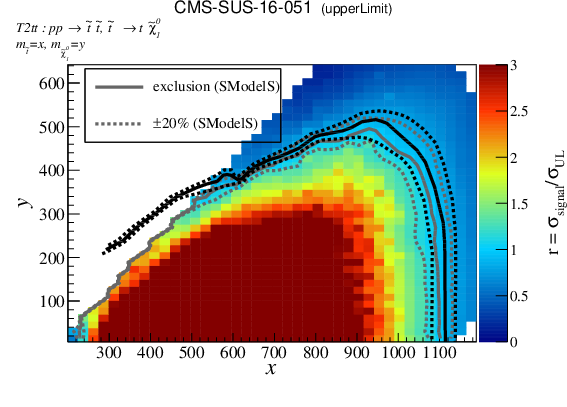 CMS-SUS-16-051 (upperLimit)
T2tt : pp → t̃ t̃, t̃ → t χ̃₁⁰
m_t̃=x, m_χ̃₁⁰=y
exclusion (SModelS)
±20% (SModelS)
600
500
400
300
200
100
y
300 400 500 600 700 800 900 1000 1100
x
3
2.5
2
1.5
1
0.5
0
r = σ_signal/σ_UL